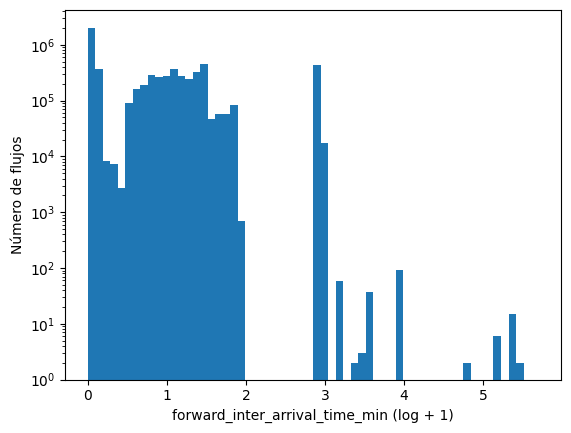 10^6
10^5
10^4
10^3
10^2
10^1
10^0
Número de flujos
0 1 2 3 4 5
forward_inter_arrival_time_min (log + 1)